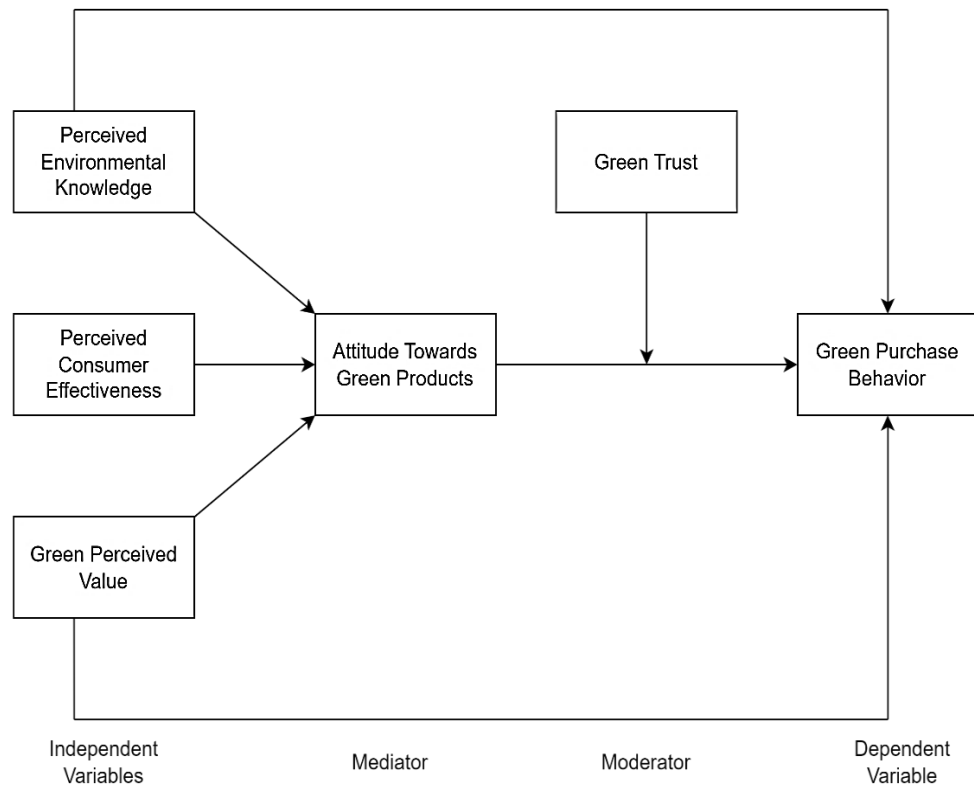 Perceived
Environmental
Knowledge
Green Trust
Perceived
Consumer
Effectiveness
Attitude Towards
Green Products
Green Purchase
Behavior
Green Perceived
Value
Independent
Variables
Mediator
Moderator
Dependent
Variable